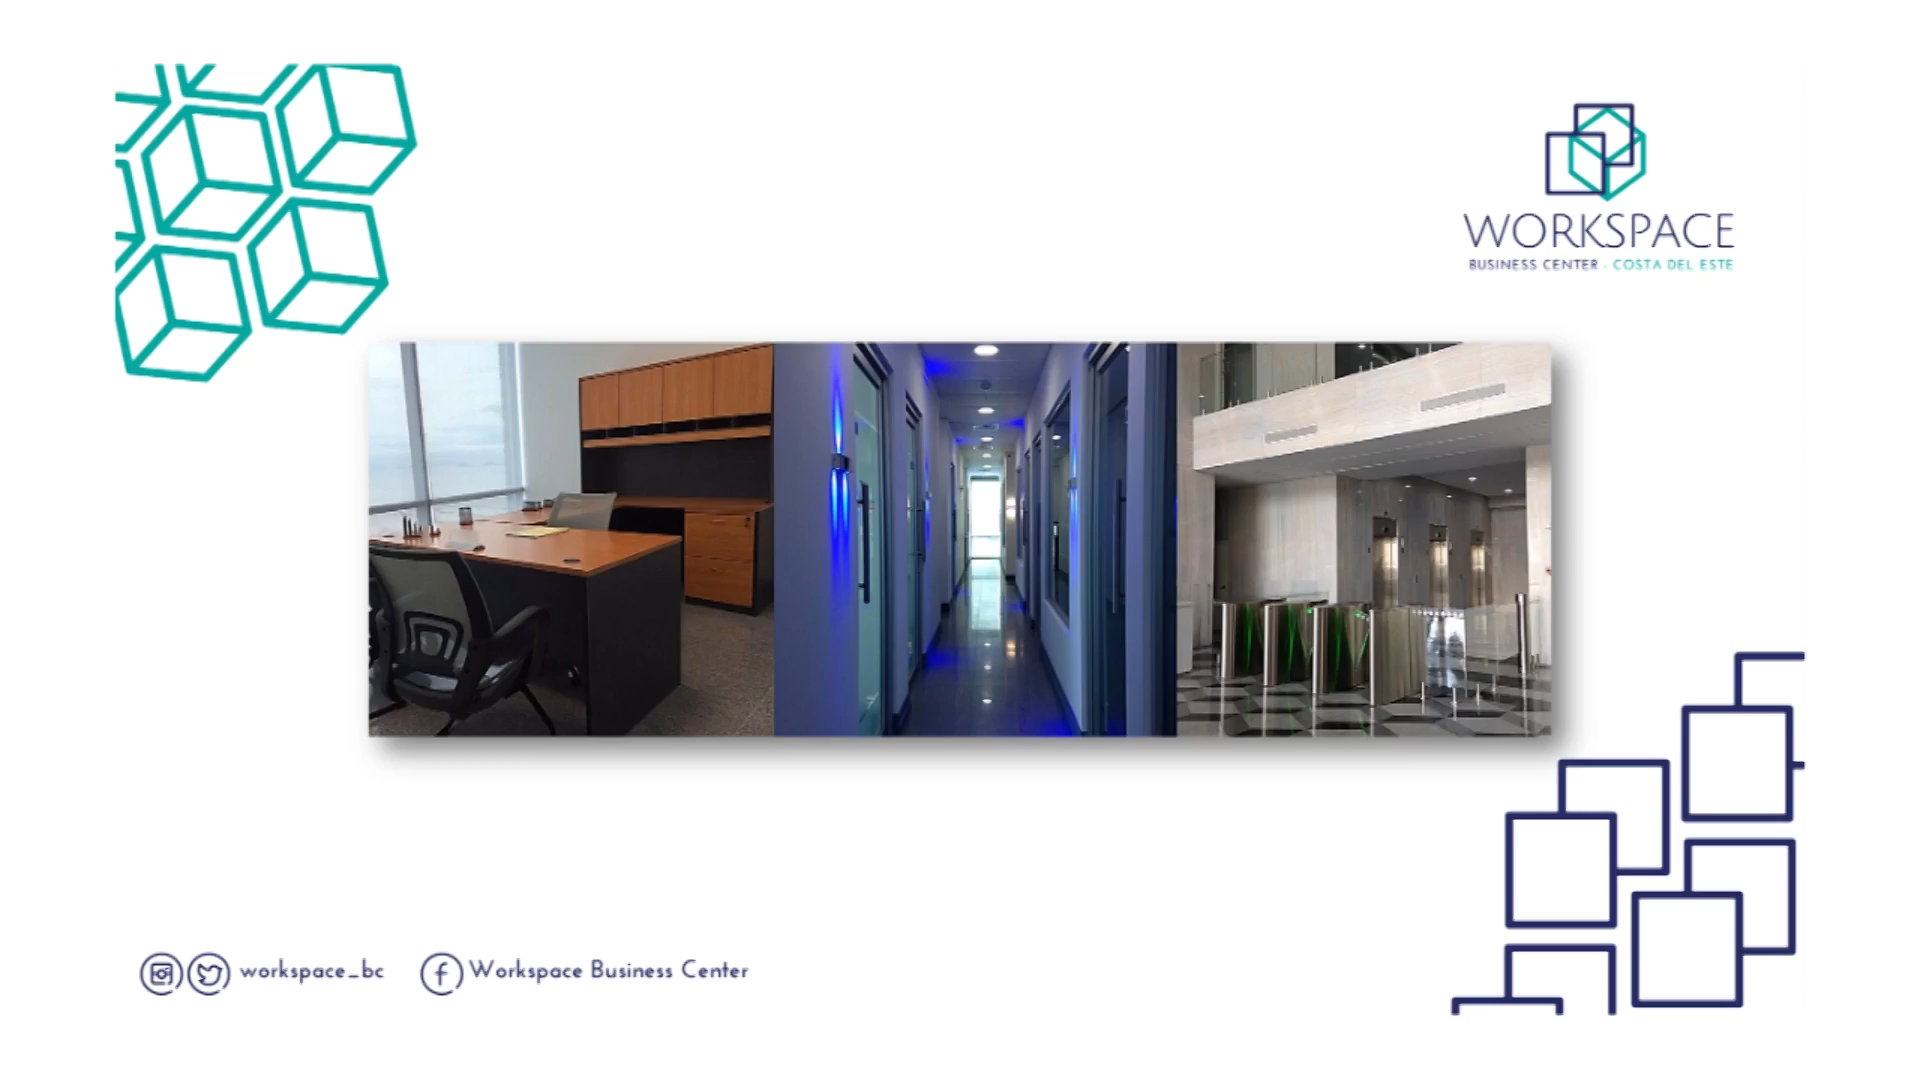 WORKSPACE
BUSINESS CENTER · COSTA DEL ESTE
workspace_bc
Workspace Business Center